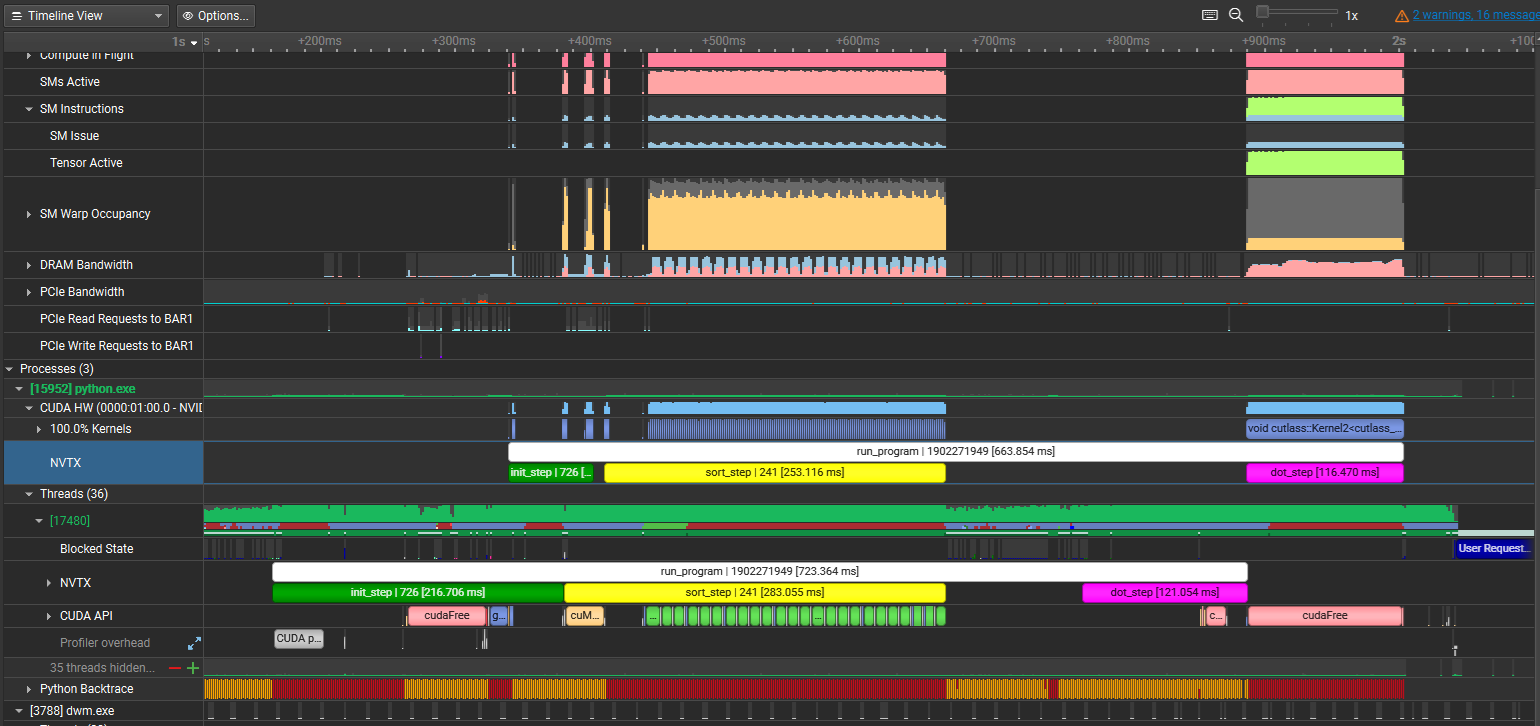 Timeline View
Options...
1x
2 warnings, 16 message
1s
s
+200ms
+300ms
+400ms
+500ms
+600ms
+700ms
+800ms
+900ms
2s
Compute in Flight
SMs Active
SM Instructions
SM Issue
Tensor Active
SM Warp Occupancy
DRAM Bandwidth
PCIe Bandwidth
PCIe Read Requests to BAR1
PCIe Write Requests to BAR1
Processes (3)
[15952] python.exe
CUDA HW (0000:01:00.0 - NVID
100.0% Kernels
void cutlass::Kernel2<cutlass_...
NVTX
run_program | 1902271949 [663.854 ms]
init_step | 726 [...
sort_step | 241 [253.116 ms]
dot_step [116.470 ms]
Threads (36)
[17480]
Blocked State
User Request...
NVTX
run_program | 1902271949 [723.364 ms]
init_step | 726 [216.706 ms]
sort_step | 241 [283.055 ms]
dot_step [121.054 ms]
CUDA API
cudaFree
g...
cuM...
...
...
c...
cudaFree
Profiler overhead
CUDA p...
35 threads hidden...
Python Backtrace
[3788] dwm.exe